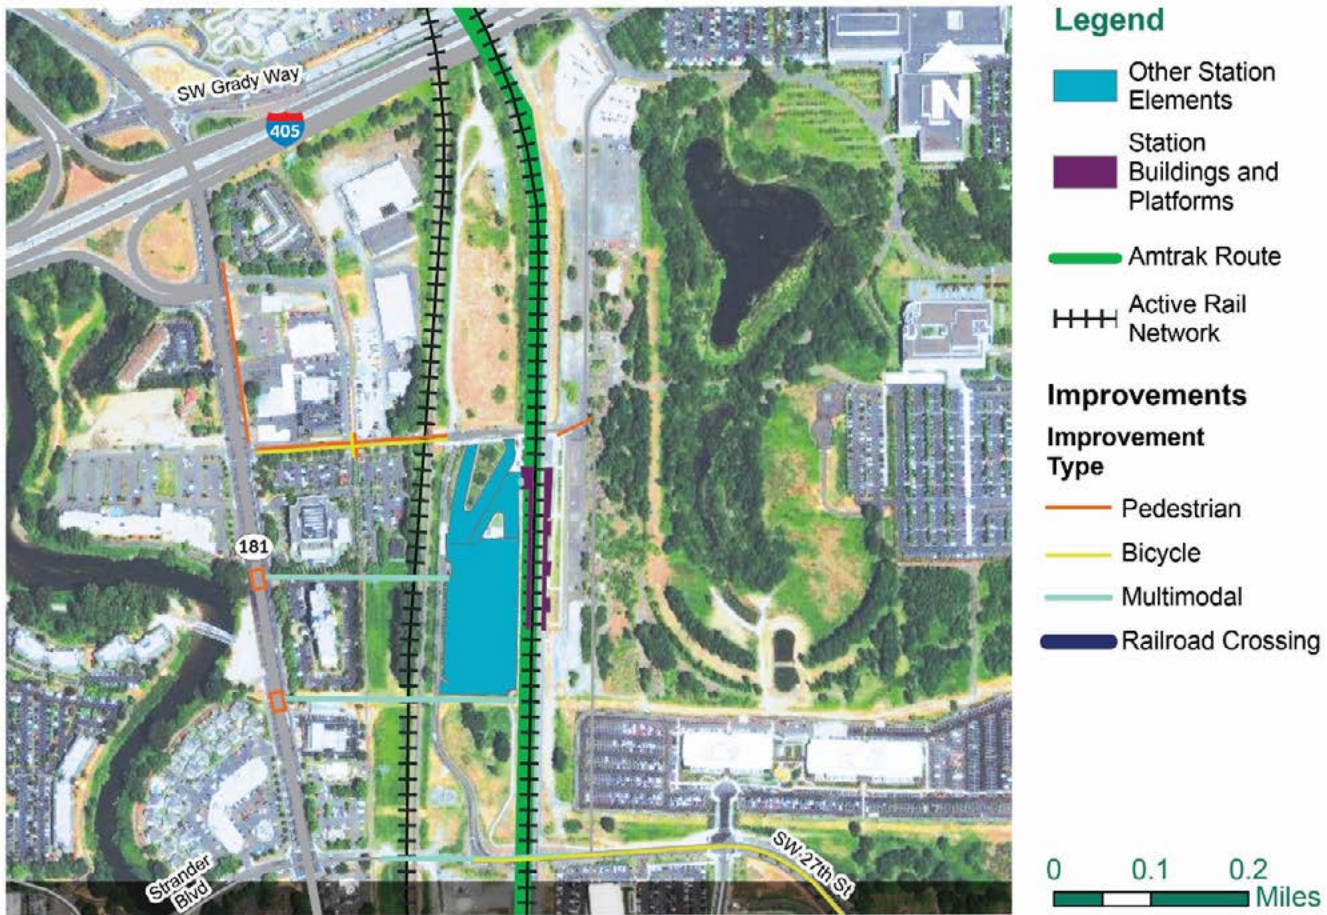 SW Grady Way
405
181
Strander
Blvd
SW 27th St
N
Legend
Other Station
Elements
Station
Buildings and
Platforms
Amtrak Route
Active Rail
Network
Improvements
Improvement
Type
Pedestrian
Bicycle
Multimodal
Railroad Crossing
0 0.1 0.2
Miles